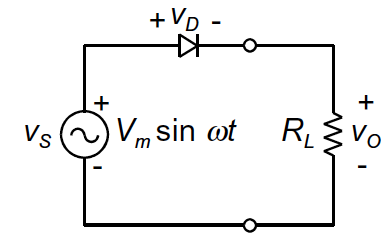 + vD -
+
vS Vm sin ωt
-
+
RL vO
-